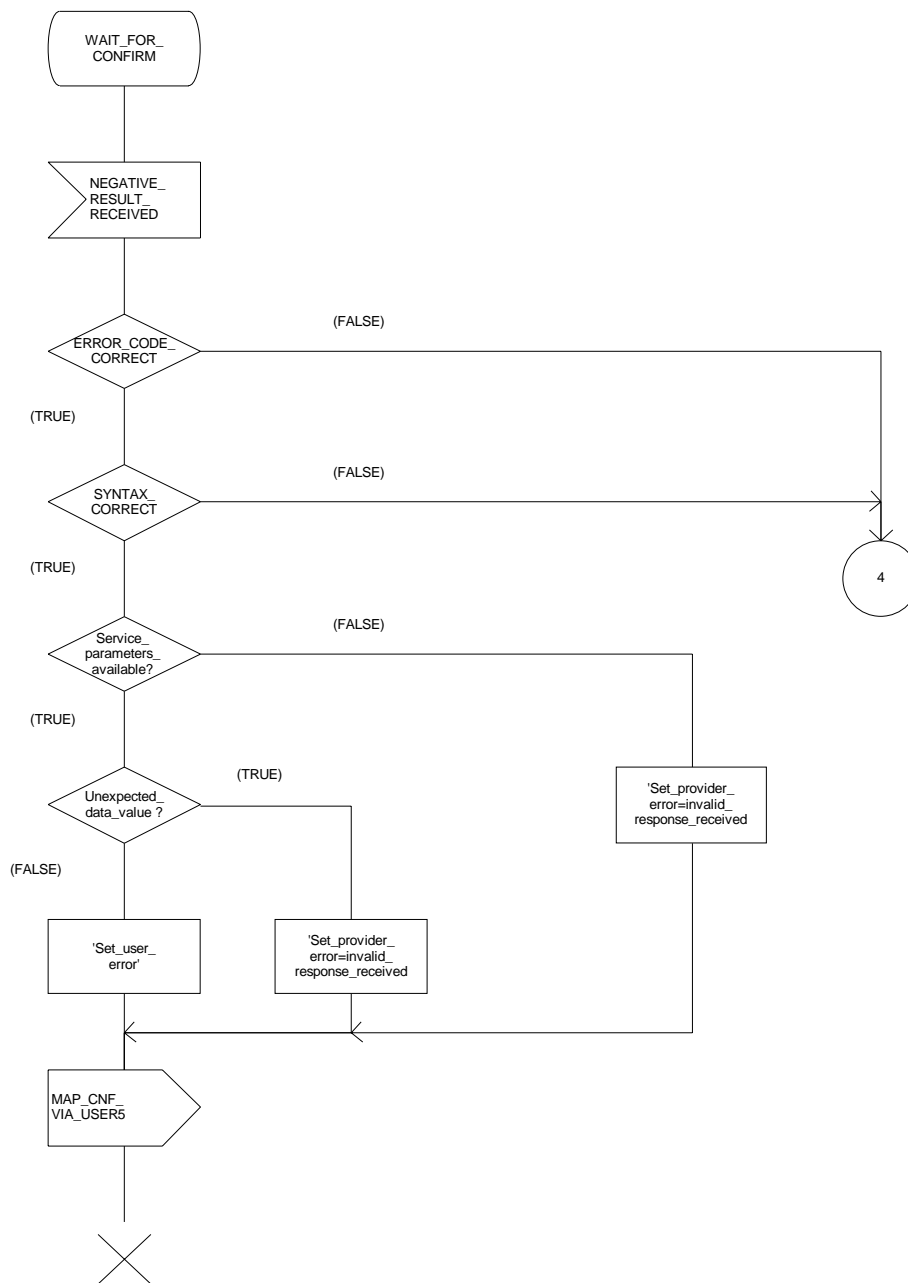 WAIT_FOR_
CONFIRM
NEGATIVE_
RESULT_
RECEIVED
(FALSE)
ERROR_CODE_
CORRECT
(TRUE)
(FALSE)
SYNTAX_
CORRECT
(TRUE)
4
(FALSE)
Service_
parameters_
available?
(TRUE)
(TRUE)
Unexpected_
data_value ?
'Set_provider_
error=invalid_
response_received
(FALSE)
'Set_user_
error'
'Set_provider_
error=invalid_
response_received
MAP_CNF_
VIA_USER5